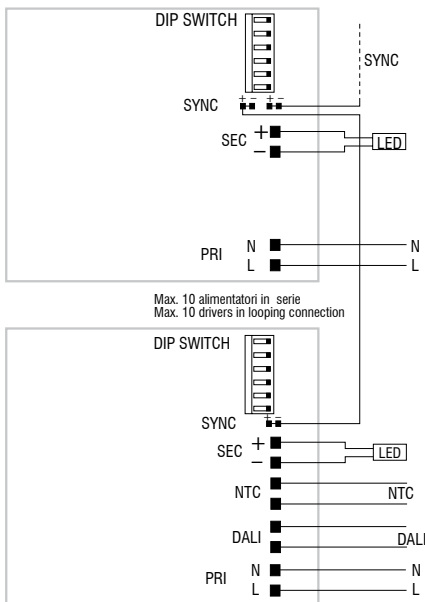 DIP SWITCH
SYNC
+ - + -
SYNC
+
SEC
LED
−
N N
PRI
L L
Max. 10 alimentatori in serie
Max. 10 drivers in looping connection
DIP SWITCH
+ −
SYNC
+
SEC
LED
−
NTC NTC
DALI DALI
N N
PRI
L L